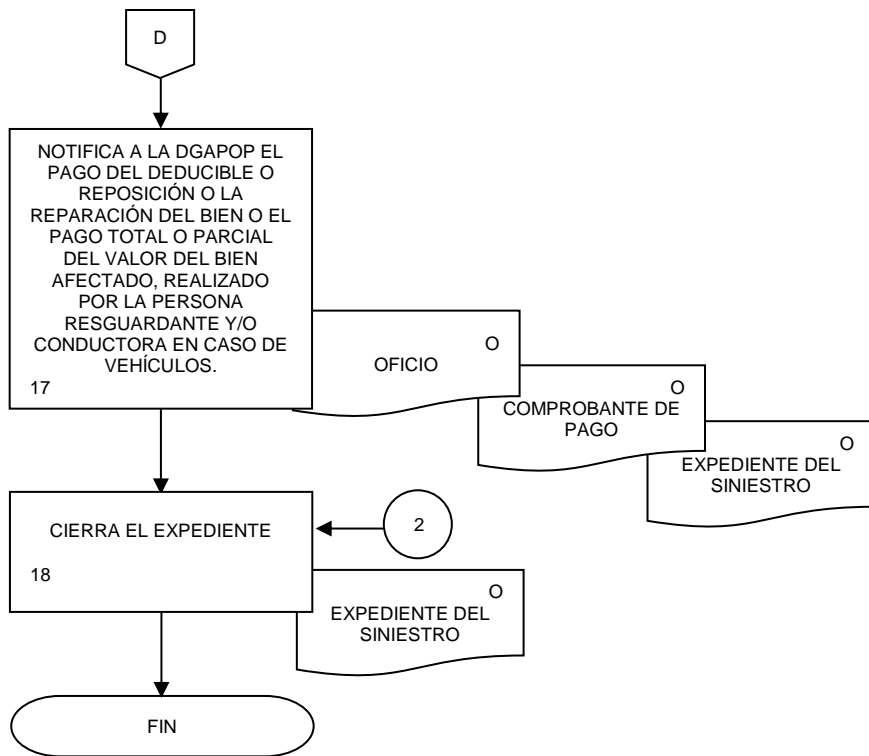 D
NOTIFICA A LA DGAPOP EL
PAGO DEL DEDUCIBLE O
REPOSICIÓN O LA
REPARACIÓN DEL BIEN O EL
PAGO TOTAL O PARCIAL
DEL VALOR DEL BIEN
AFECTADO, REALIZADO
POR LA PERSONA
RESGUARDANTE Y/O
CONDUCTORA EN CASO DE
VEHÍCULOS.
17
O
OFICIO
O
COMPROBANTE DE
PAGO
O
EXPEDIENTE DEL
SINIESTRO
CIERRA EL EXPEDIENTE
18
2
O
EXPEDIENTE DEL
SINIESTRO
FIN